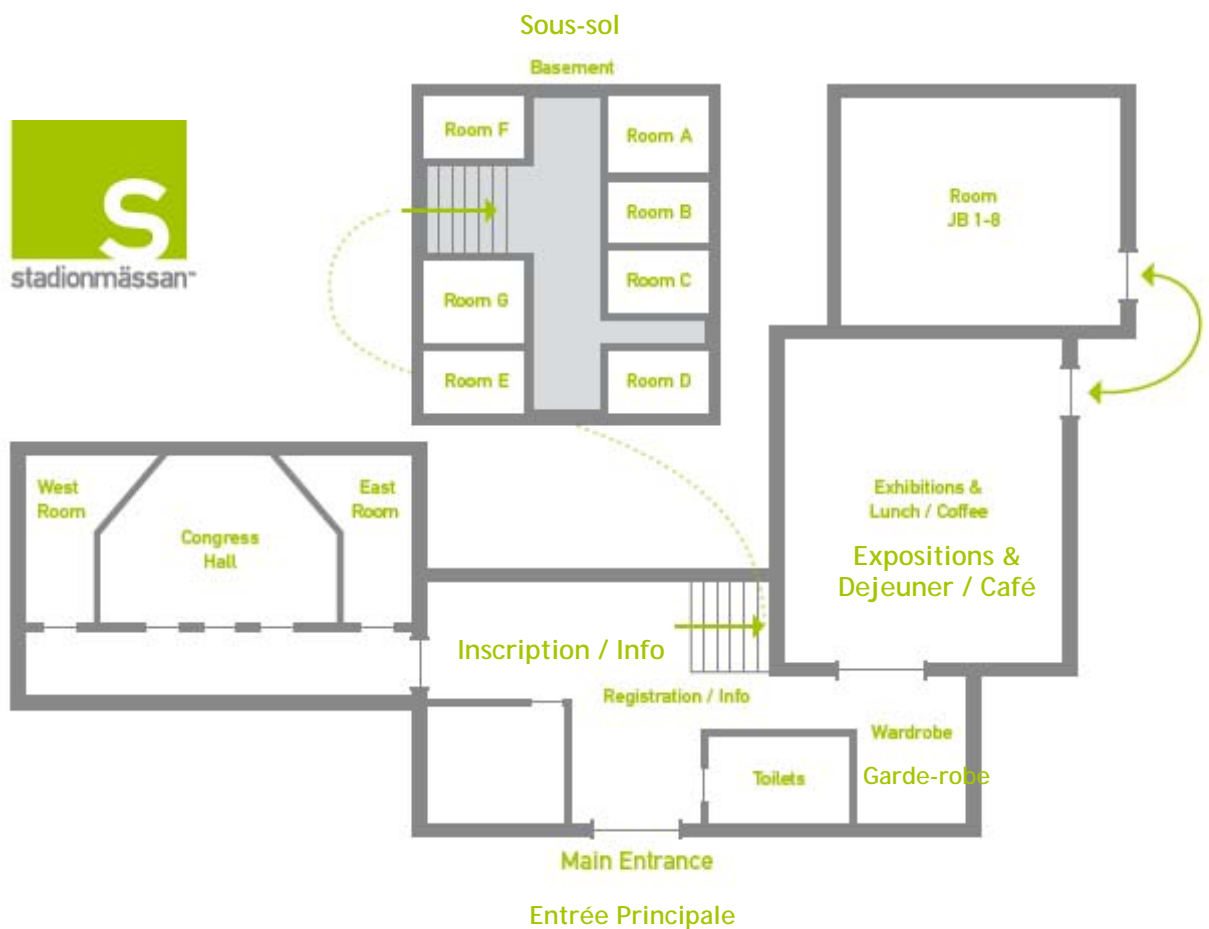 Sous-sol
Basement
Room F
Room A
Room B
Room C
Room G
Room E
Room D
S
stadionmässan™
Room
JB 1-8
West
Room
Congress
Hall
East
Room
Exhibitions &
Lunch / Coffee
Expositions &
Dejeuner / Café
Inscription / Info
Registration / Info
Wardrobe
Garde-robe
Toilets
Main Entrance
Entrée Principale